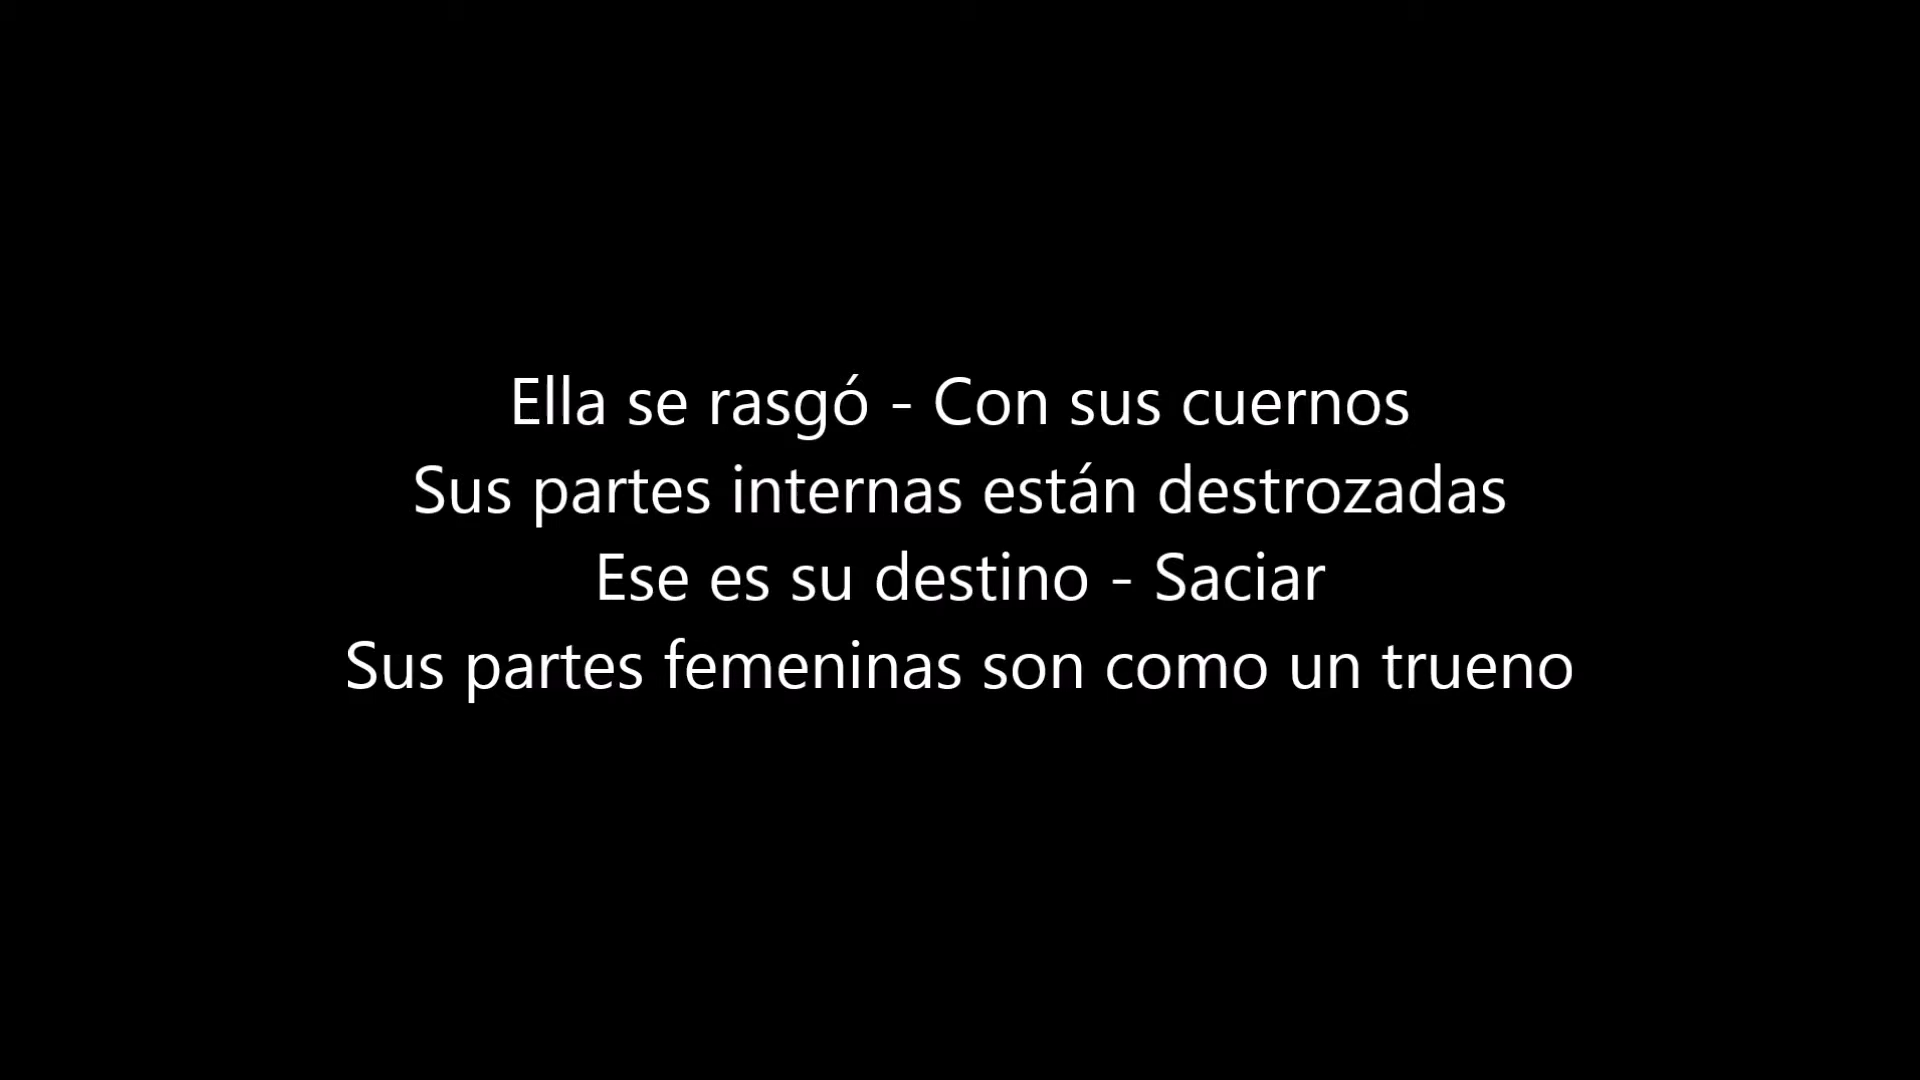 Ella se rasgó - Con sus cuernos
Sus partes internas están destrozadas
Ese es su destino - Saciar
Sus partes femeninas son como un trueno